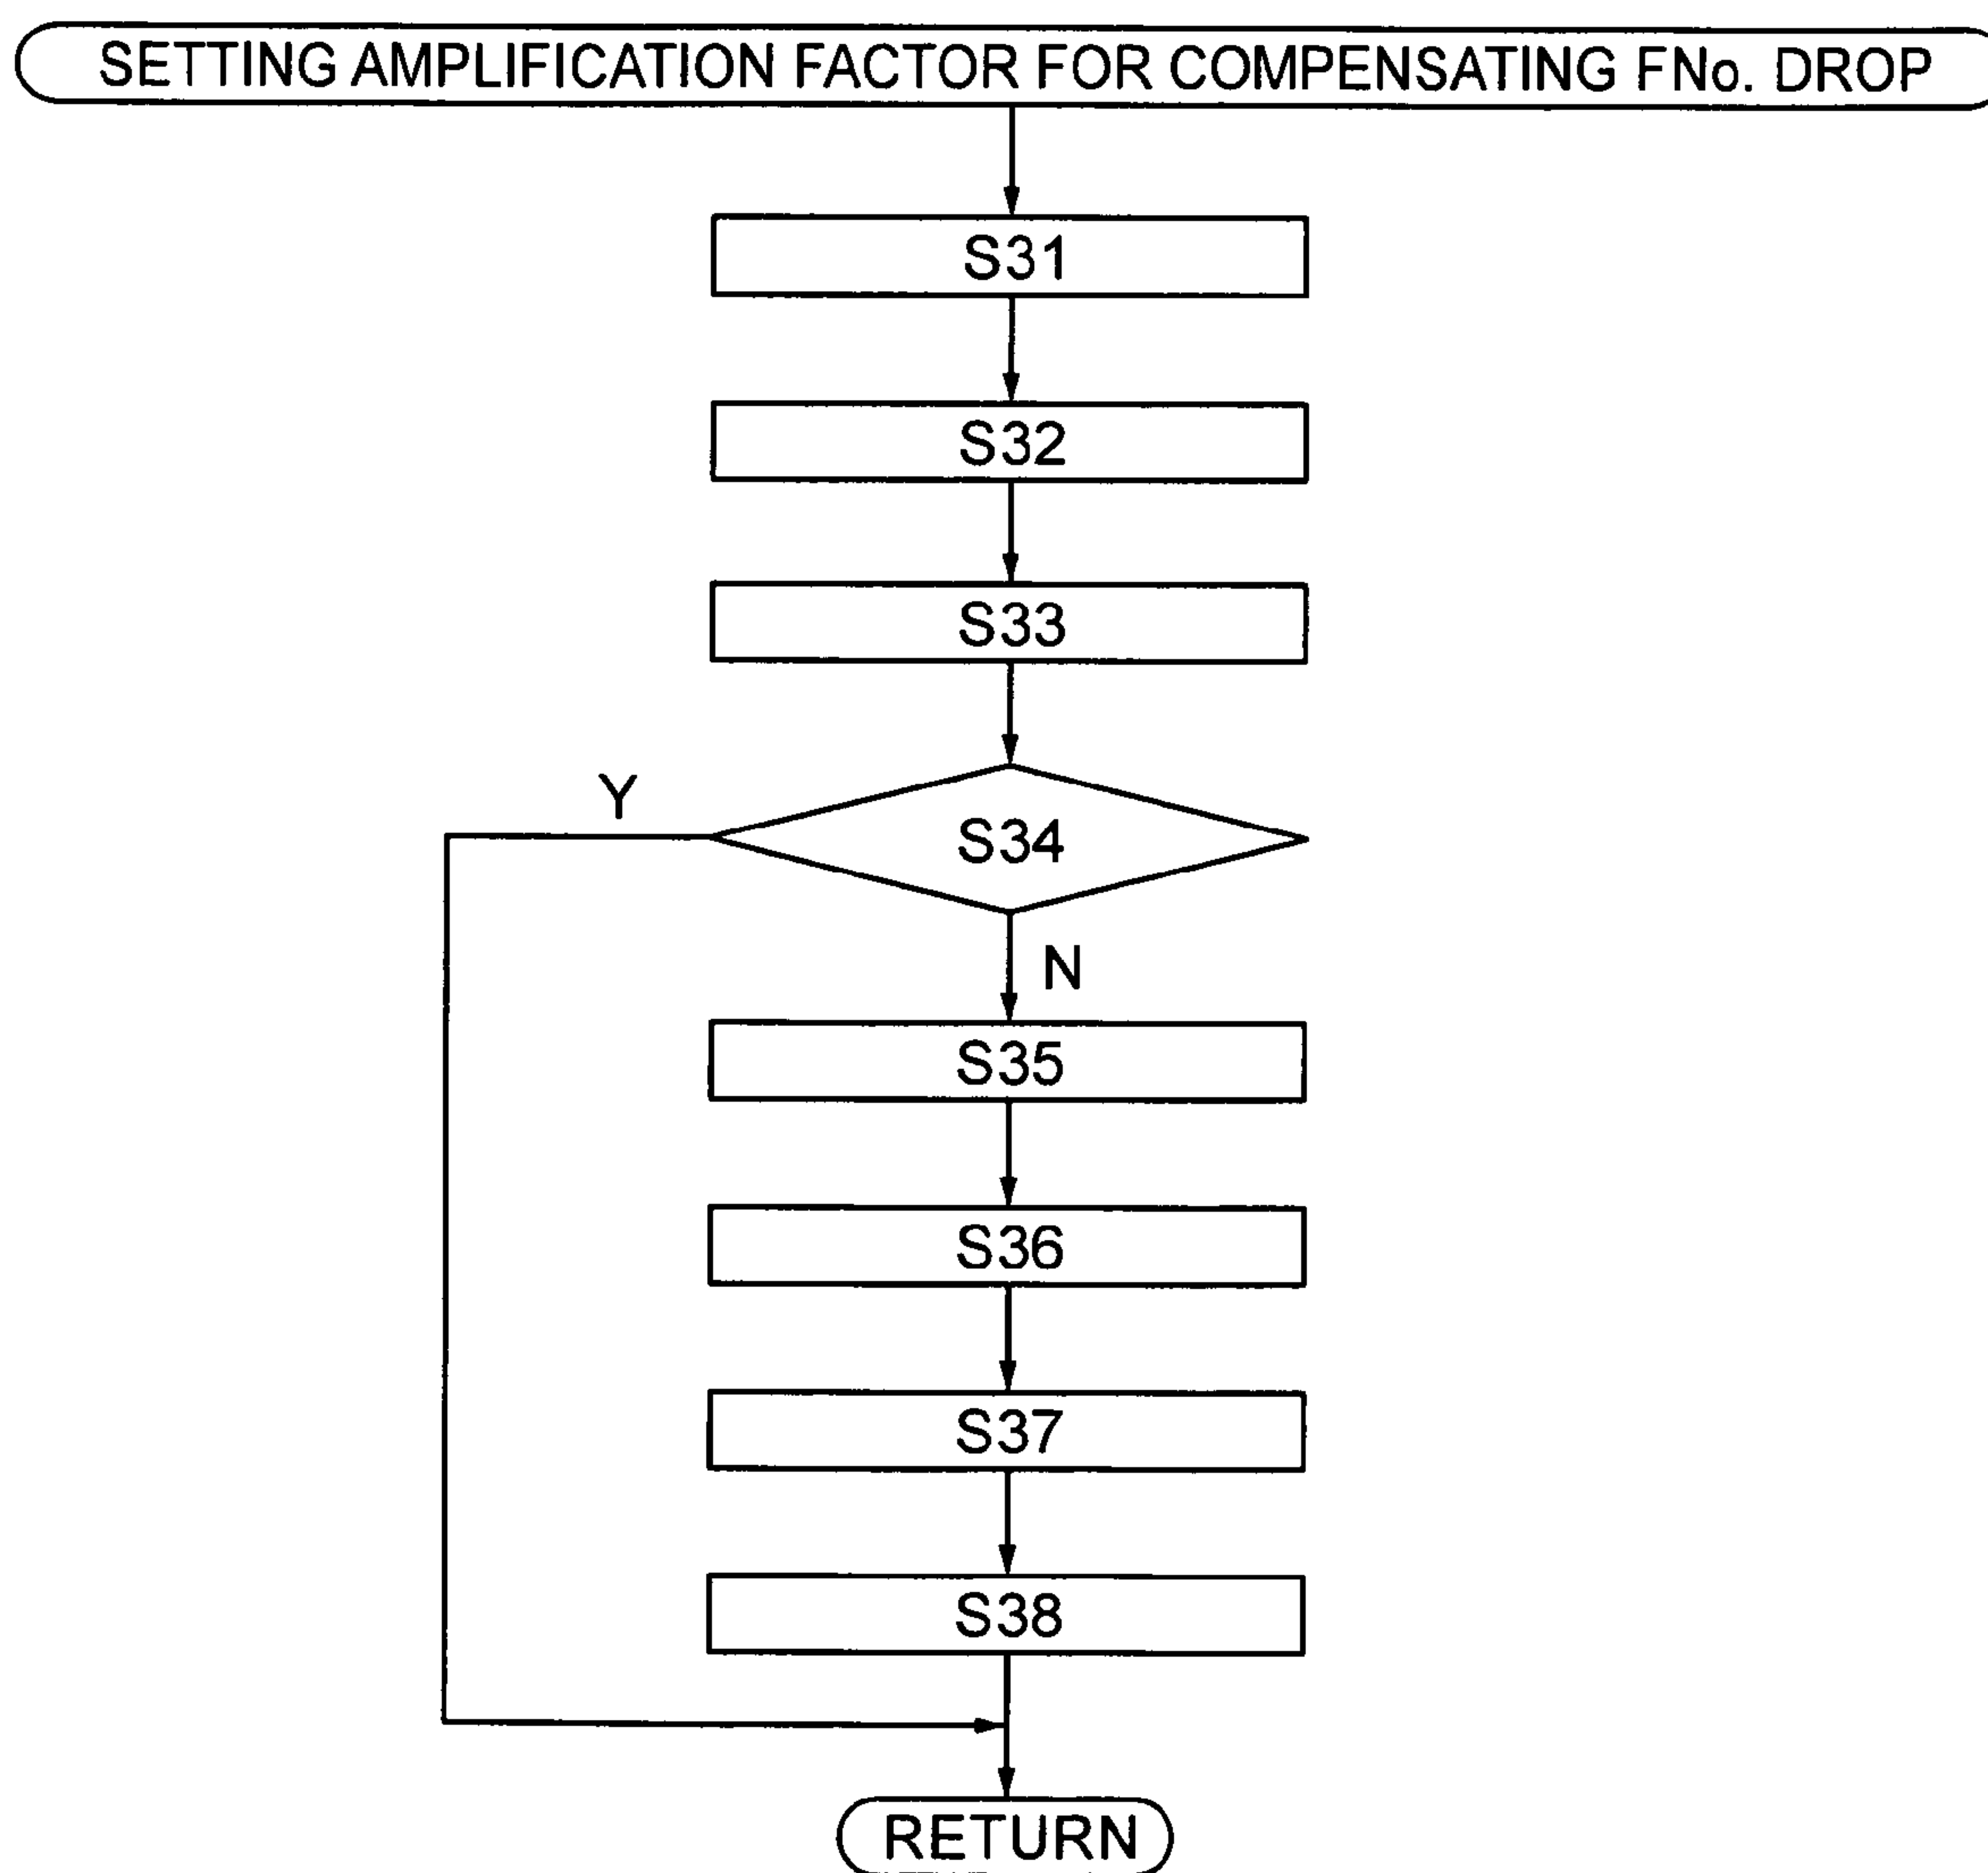 SETTING AMPLIFICATION FACTOR FOR COMPENSATING FNo. DROP
S31
S32
S33
Y
S34
N
S35
S36
S37
S38
RETURN